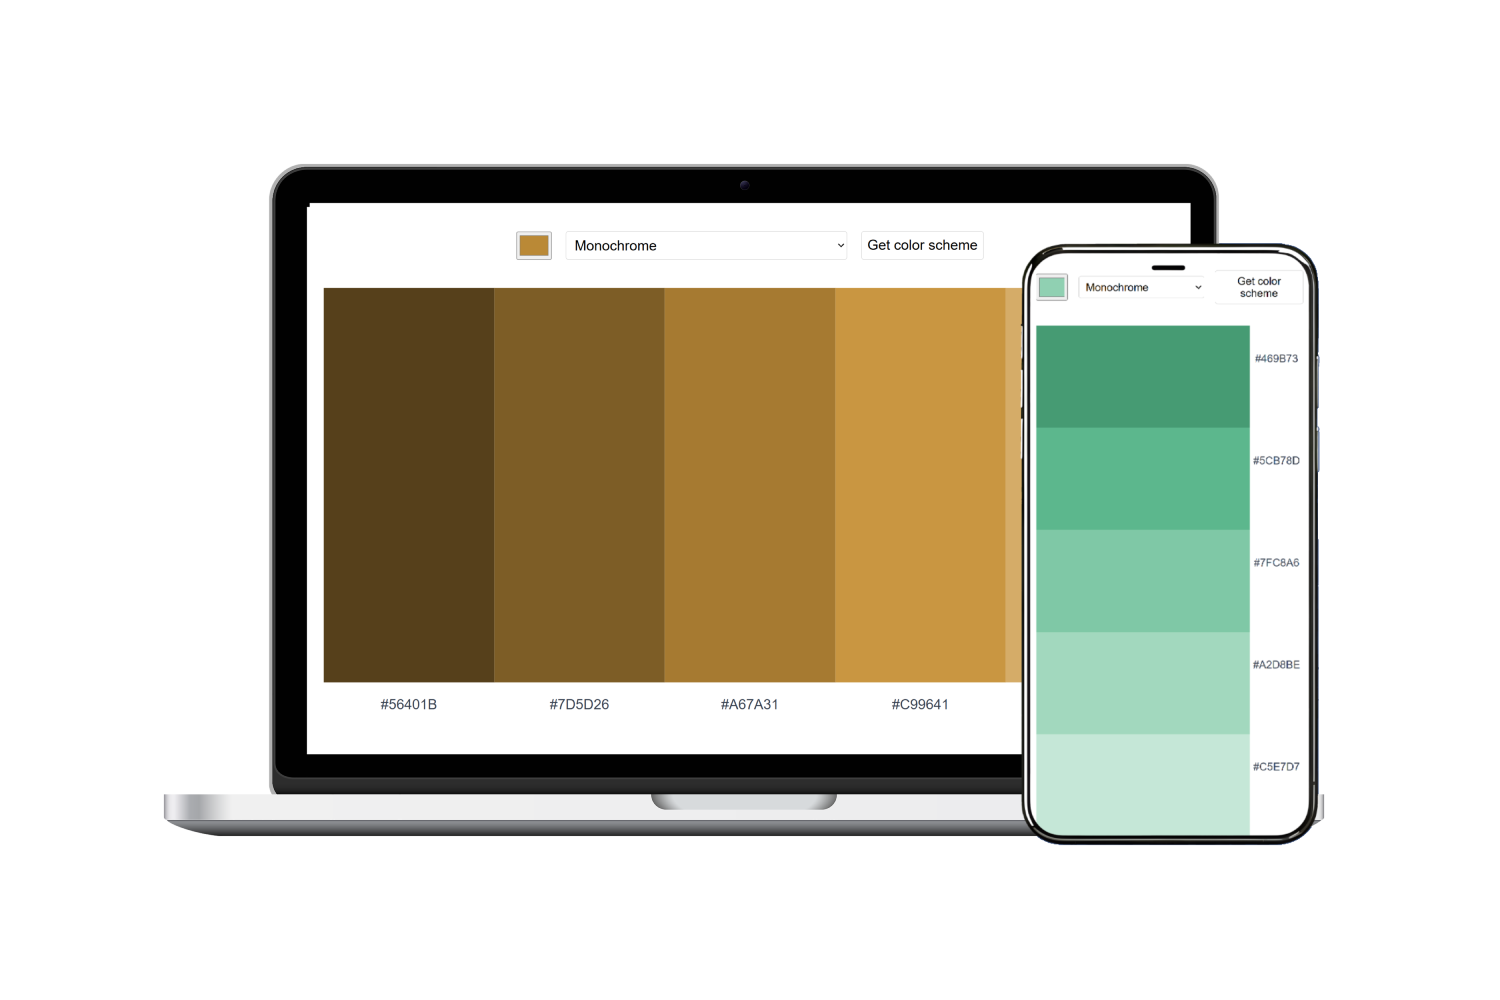 Monochrome
Get color scheme
#56401B
#7D5D26
#A67A31
#C99641
Monochrome
Get color
scheme
#469B73
#5CB78D
#7FC8A6
#A2D8BE
#C5E7D7